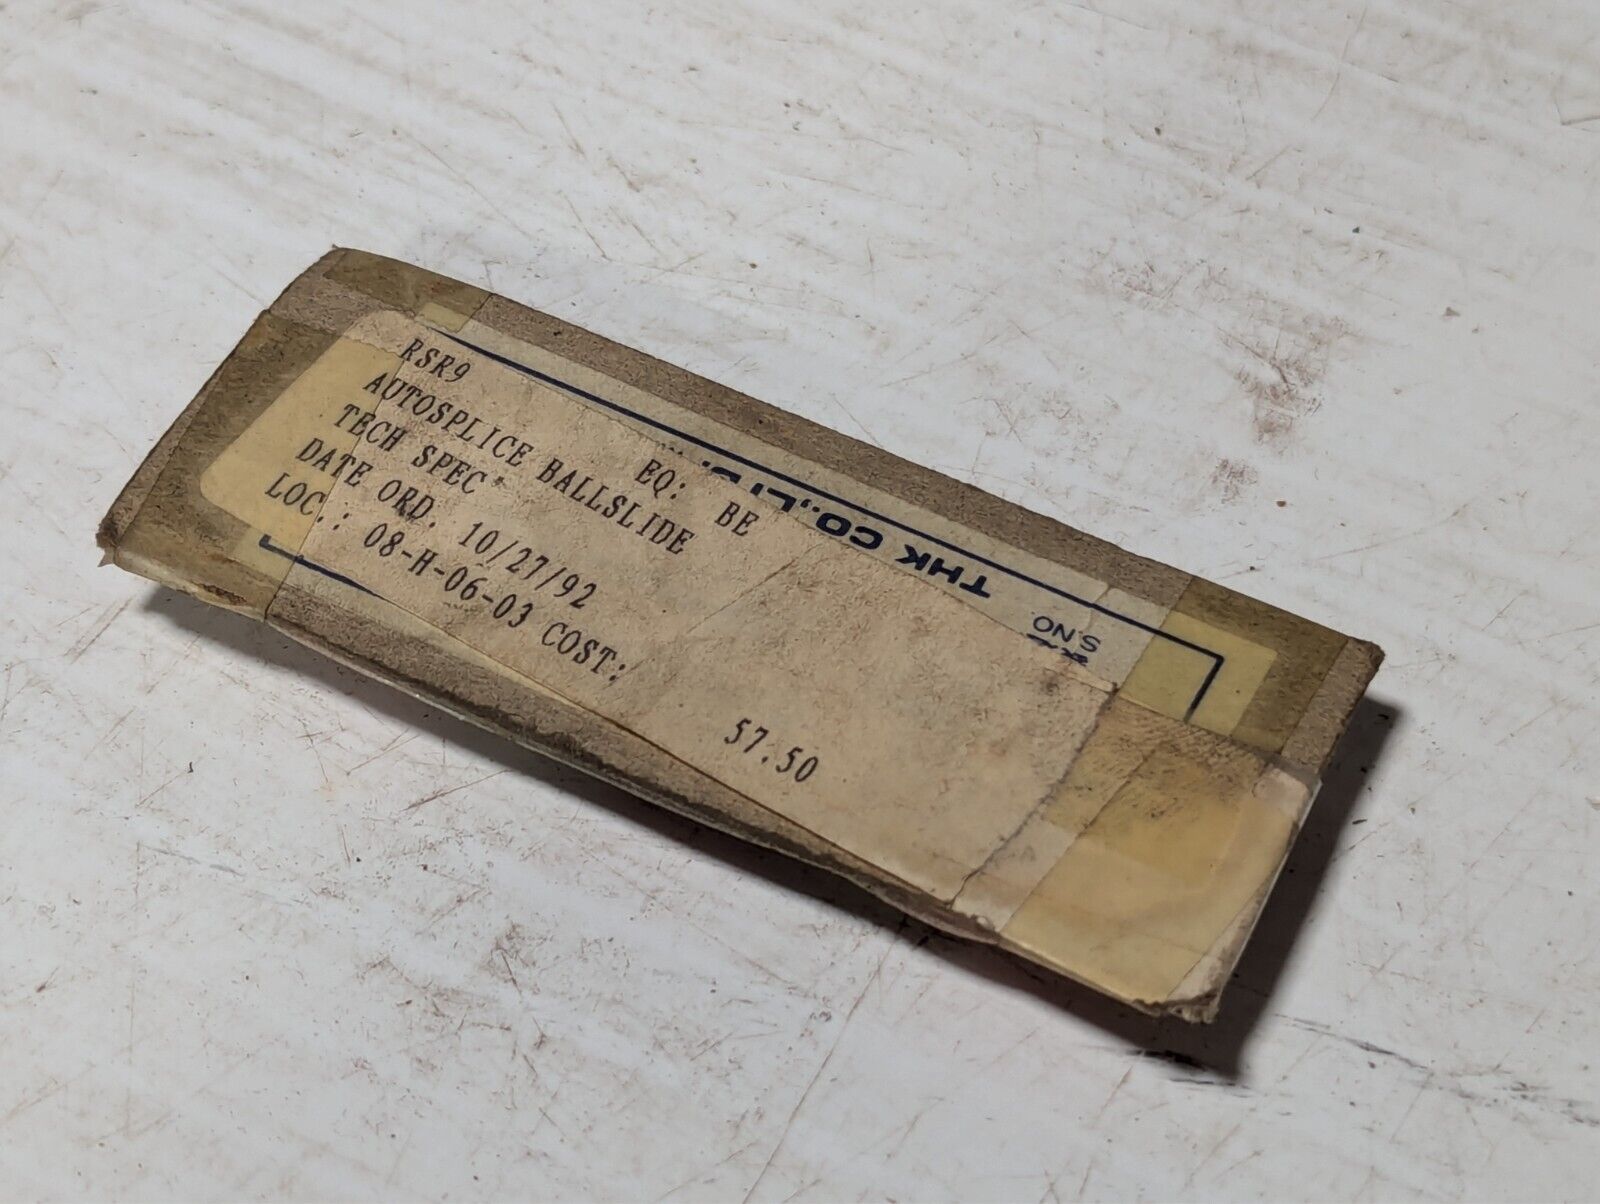 RSR9 EQ: BE
AUTOSPLICE BALLSLIDE
TECH SPEC
DATE ORD. 10/27/92
LOC.: 08-H-06-03 COST: 57.50
THK CO.,LTD.
S.NO